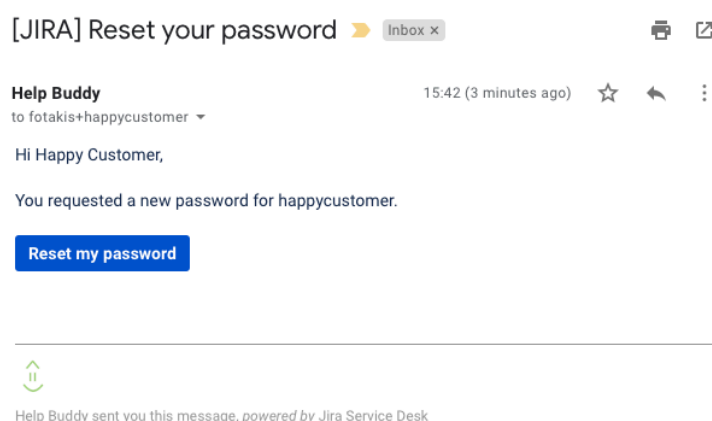 [JIRA] Reset your password Inbox ×
Help Buddy 15:42 (3 minutes ago)
to fotakis+happycustomer
Hi Happy Customer,
You requested a new password for happycustomer.
Reset my password
Help Buddy sent you this message, powered by Jira Service Desk